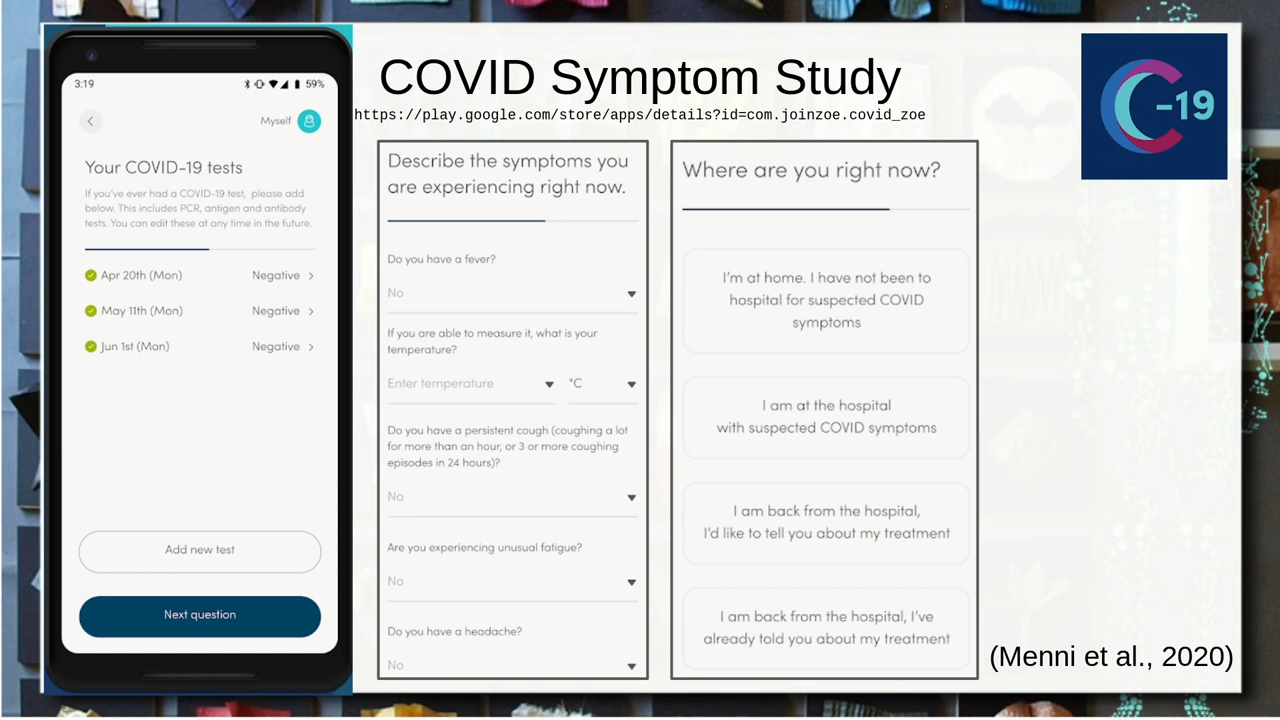 COVID Symptom Study
https://play.google.com/store/apps/details?id=com.joinzoe.covid_zoe
-19
3:19
59%
Myself
Your COVID-19 tests
If you've ever had a COVID-19 test, please add
below. This includes PCR, antigen and antibody
tests. You can edit these at any time in the future.
Apr 20th (Mon) Negative
May 11th (Mon) Negative
Jun 1st (Mon) Negative
Add new test
Next question
Describe the symptoms you
are experiencing right now.
Do you have a fever?
No
If you are able to measure it, what is your
temperature?
Enter temperature °C
Do you have a persistent cough (coughing a lot
for more than an hour, or 3 or more coughing
episodes in 24 hours)?
No
Are you experiencing unusual fatigue?
No
Do you have a headache?
No
Where are you right now?
I'm at home. I have not been to
hospital for suspected COVID
symptoms
I am at the hospital
with suspected COVID symptoms
I am back from the hospital,
I'd like to tell you about my treatment
I am back from the hospital, I've
already told you about my treatment
(Menni et al., 2020)